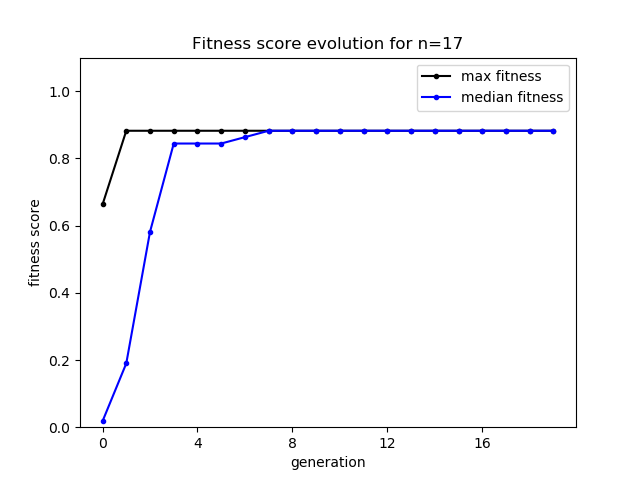 Fitness score evolution for n=17
max fitness
median fitness
1.0
0.8
0.6
0.4
0.2
0.0
fitness score
0 4 8 12 16
generation